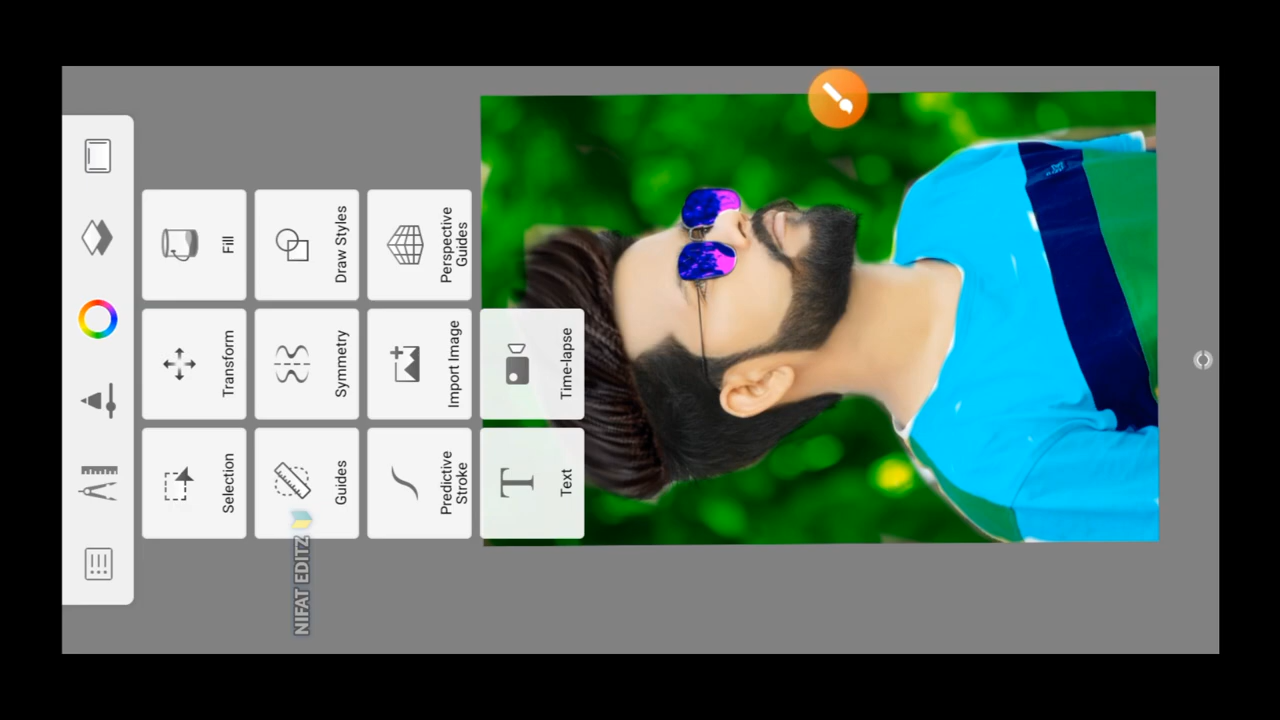 Selection
Transform
Fill
Guides
Symmetry
Draw Styles
Predictive
Stroke
Import Image
Perspective
Guides
Text
Time-lapse
NIFAT EDITZ